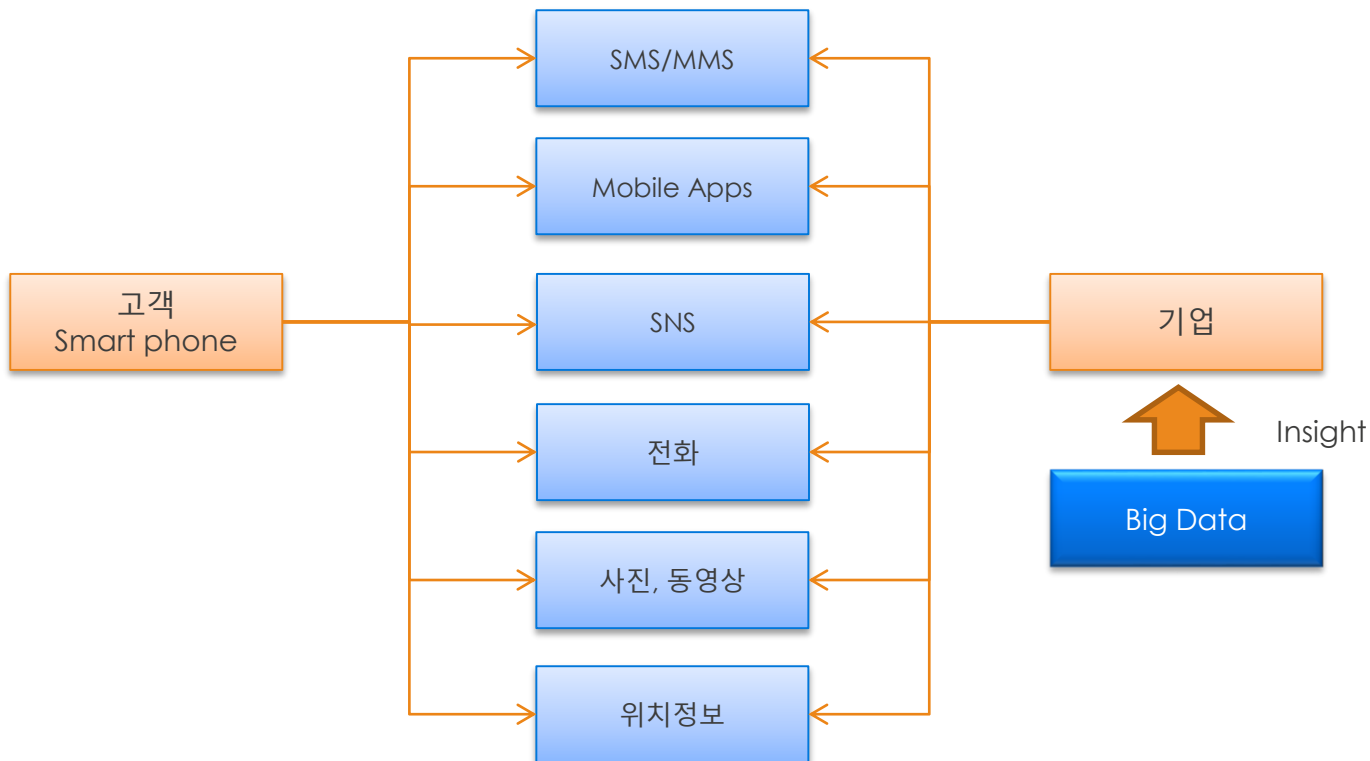 SMS/MMS
Mobile Apps
고객
Smart phone
SNS
기업
전화
Insight
Big Data
사진, 동영상
위치정보